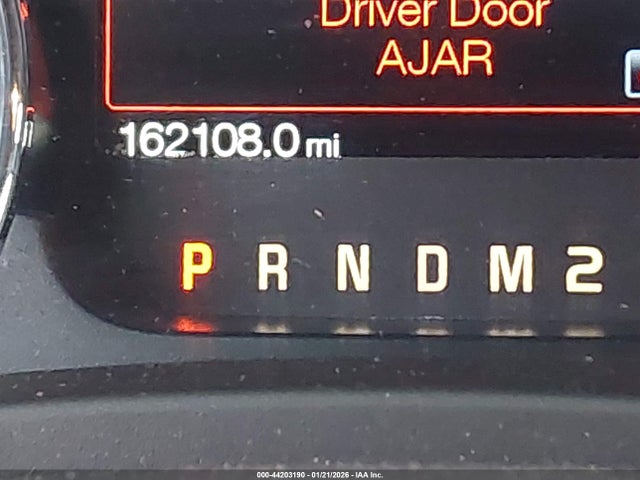 Driver Door
AJAR
162108.0 mi
P R N D M 2
000-44203190 - 01/21/2026 - IAA Inc.